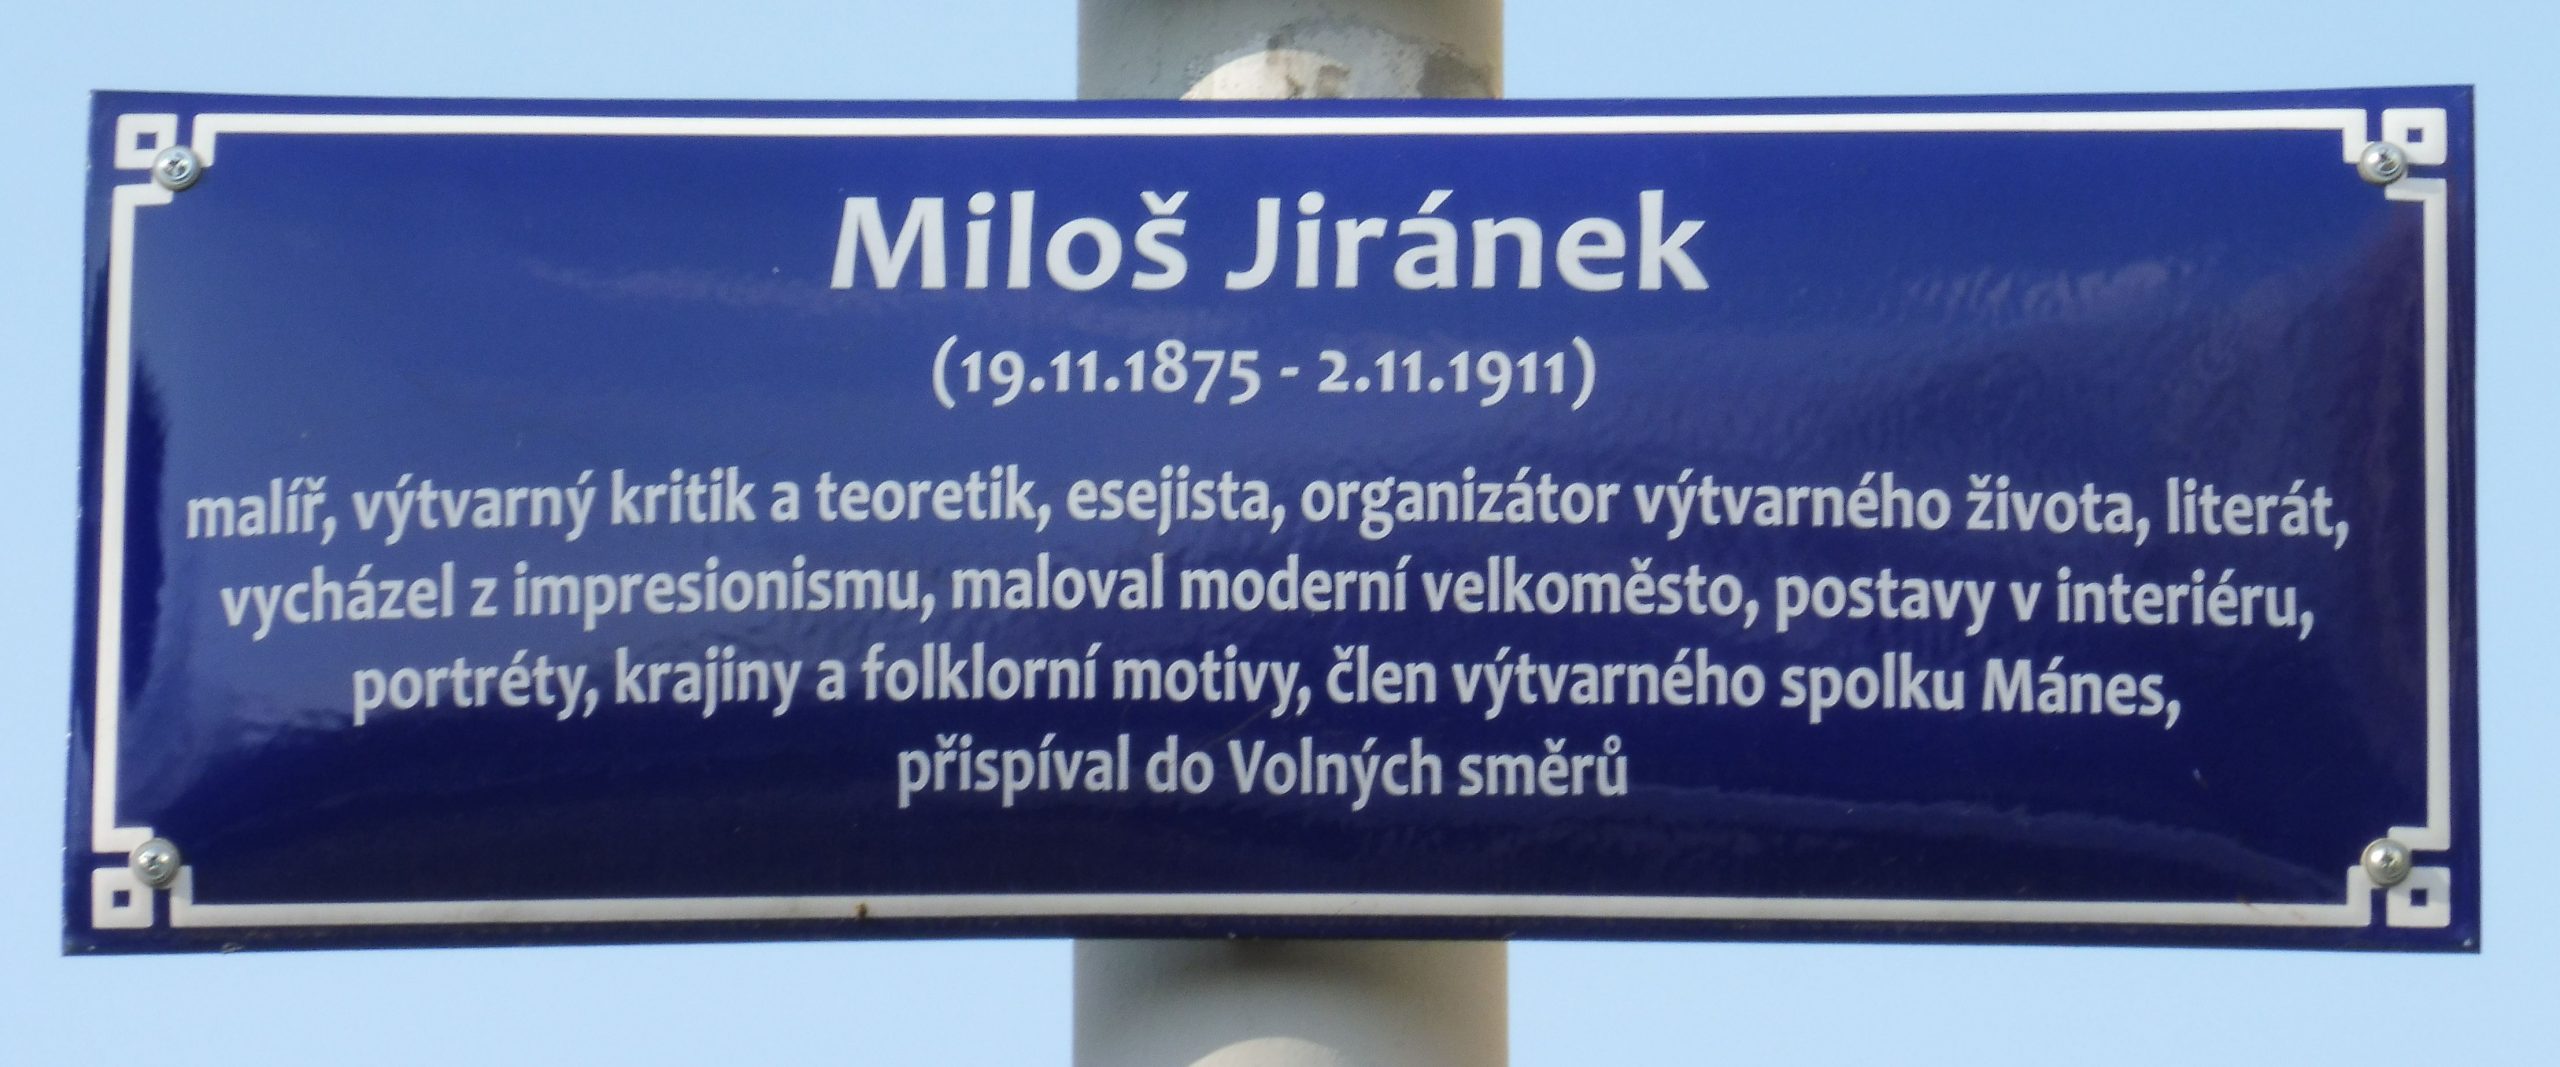 Miloš Jiránek
(19.11.1875 - 2.11.1911)
malíř, výtvarný kritik a teoretik, esejista, organizátor výtvarného života, literát,
vycházel z impresionismu, maloval moderní velkoměsto, postavy v interiéru,
portréty, krajiny a folklorní motivy, člen výtvarného spolku Mánes,
přispíval do Volných směrů